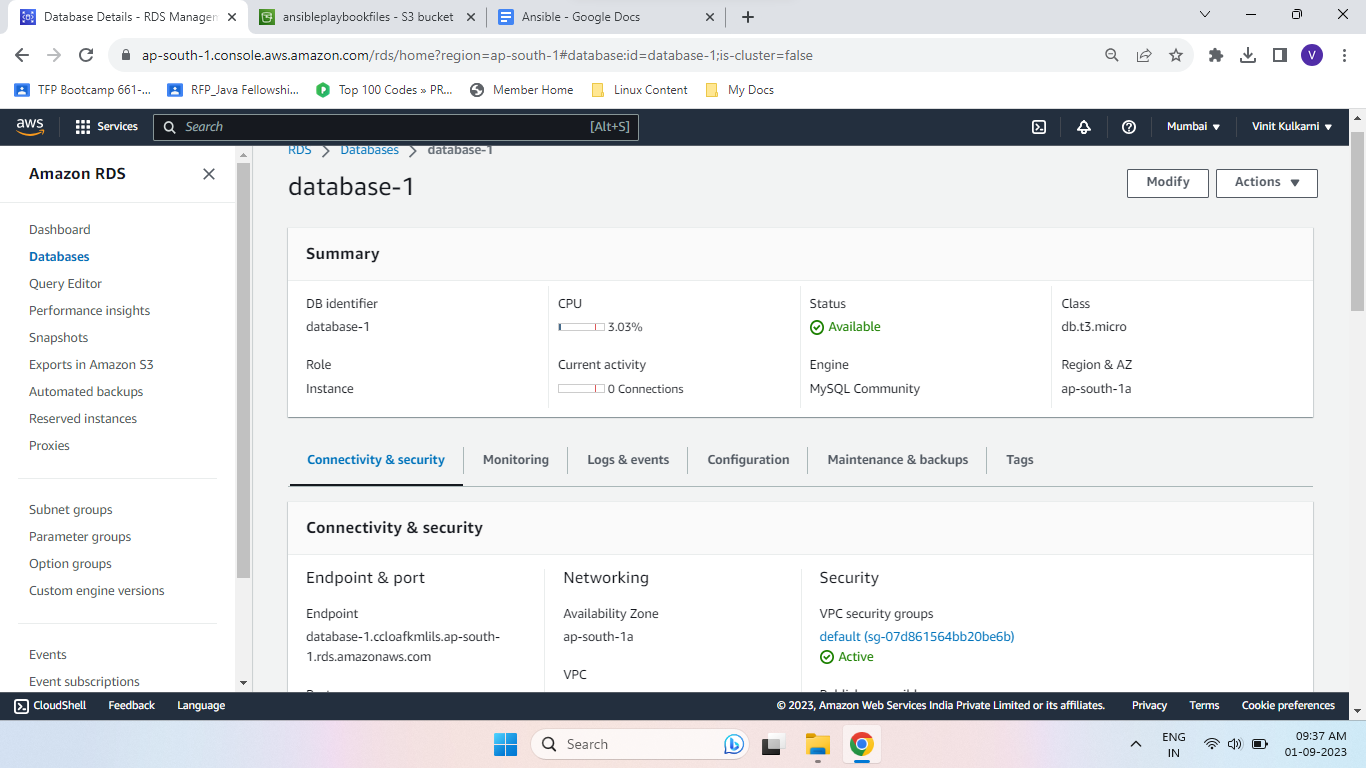 Database Details - RDS Managem
ansibleplaybookfiles - S3 bucket
Ansible - Google Docs
ap-south-1.console.aws.amazon.com/rds/home?region=ap-south-1#database:id=database-1;is-cluster=false
V
TFP Bootcamp 661-...
RFP_Java Fellowshi...
Top 100 Codes » PR...
Member Home
Linux Content
My Docs
aws
Services
Search
[Alt+S]
Mumbai
Vinit Kulkarni
Amazon RDS
Dashboard
Databases
Query Editor
Performance insights
Snapshots
Exports in Amazon S3
Automated backups
Reserved instances
Proxies
Subnet groups
Parameter groups
Option groups
Custom engine versions
Events
Event subscriptions
RDS
Databases
database-1
database-1
Modify
Actions
Summary
DB identifier
database-1
CPU
3.03%
Status
Available
Class
db.t3.micro
Role
Instance
Current activity
0 Connections
Engine
MySQL Community
Region & AZ
ap-south-1a
Connectivity & security
Monitoring
Logs & events
Configuration
Maintenance & backups
Tags
Connectivity & security
Endpoint & port
Endpoint
database-1.ccloafkmlils.ap-south-
1.rds.amazonaws.com
Networking
Availability Zone
ap-south-1a
VPC
Security
VPC security groups
default (sg-07d861564bb20be6b)
Active
CloudShell
Feedback
Language
© 2023, Amazon Web Services India Private Limited or its affiliates.
Privacy
Terms
Cookie preferences
Search
ENG
IN
09:37 AM
01-09-2023